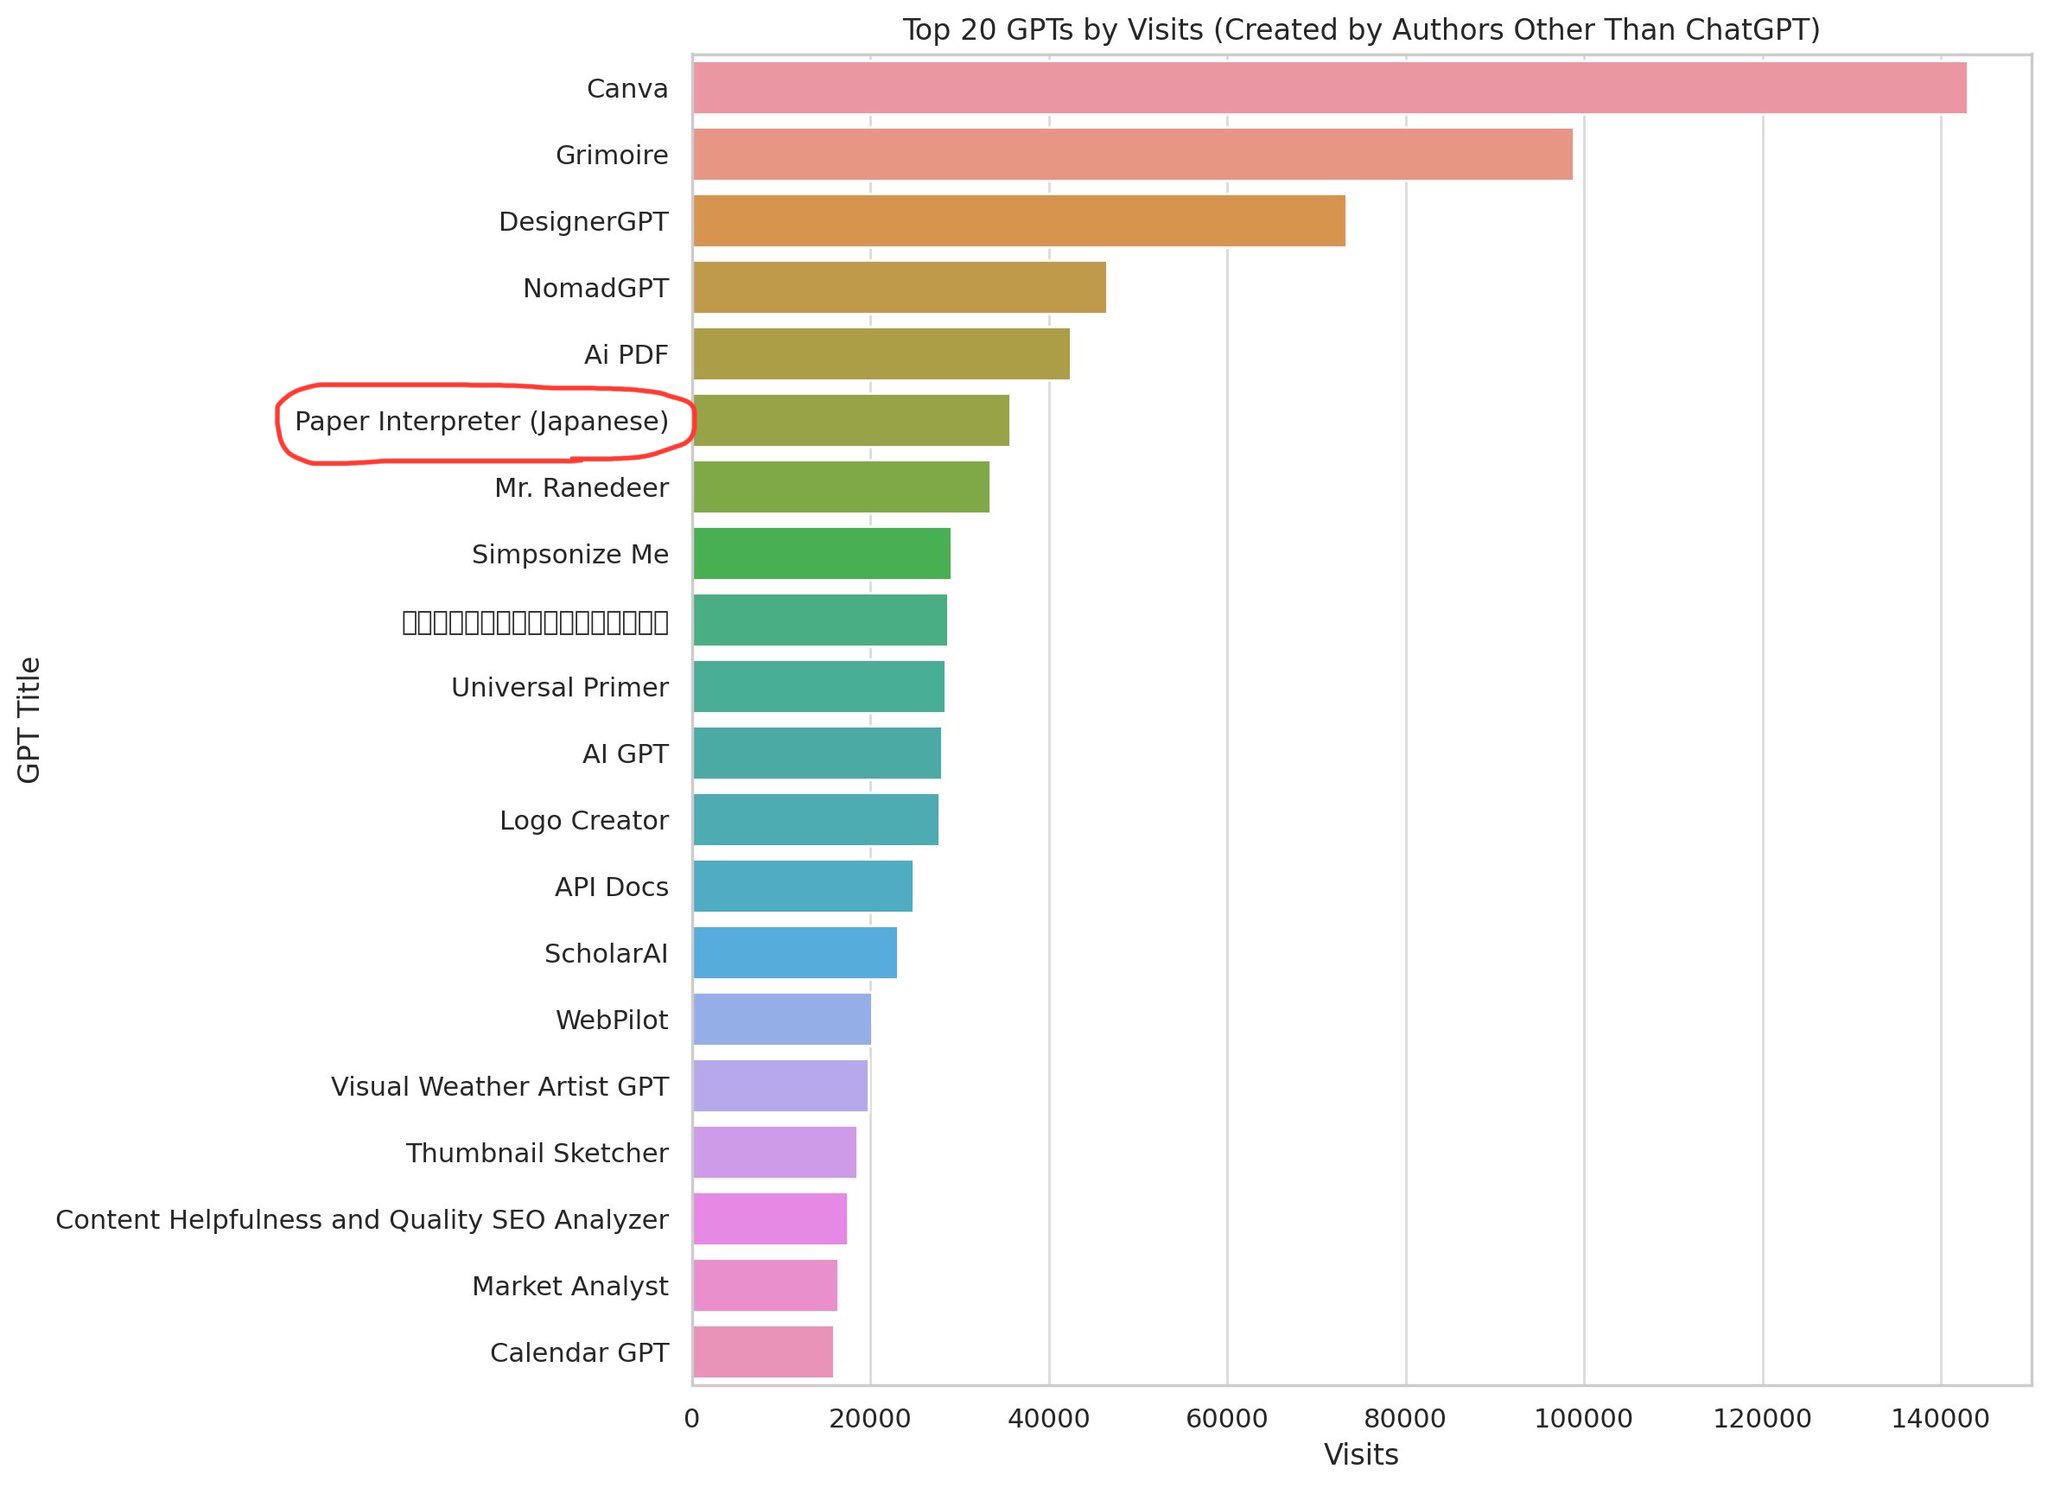 Top 20 GPTs by Visits (Created by Authors Other Than ChatGPT)
GPT Title
Canva
Grimoire
DesignerGPT
NomadGPT
Ai PDF
Paper Interpreter (Japanese)
Mr. Ranedeer
Simpsonize Me
Universal Primer
AI GPT
Logo Creator
API Docs
ScholarAI
WebPilot
Visual Weather Artist GPT
Thumbnail Sketcher
Content Helpfulness and Quality SEO Analyzer
Market Analyst
Calendar GPT
0 20000 40000 60000 80000 100000 120000 140000
Visits